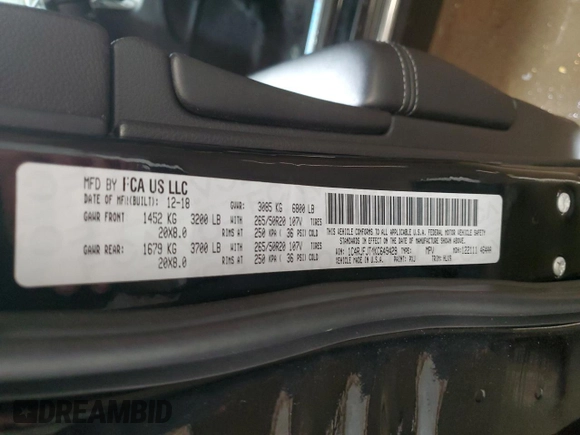 MFD BY FCA US LLC
DATE OF MFR(BUILT): 12-18 GVWR: 3085 KG 6800 LB
GAWR FRONT 1452 KG 3200 LB WITH 265/50R20 107V TIRES
20X8.0 RIMS AT 250 KPA ( 36 PSI) COLD
GAWR REAR: 1679 KG 3700 LB WITH 265/50R20 107V TIRES
20X8.0 RIMS AT 250 KPA ( 36 PSI) COLD
THIS VEHICLE CONFORMS TO ALL APPLICABLE U.S.A. FEDERAL MOTOR VEHICLE SAFETY
STANDARDS IN EFFECT ON THE DATE OF MANUFACTURE SHOWN ABOVE.
TYPE: MPV
VEHICLE MADE IN U.S.A. PAINT: PXJ
DREAMBID